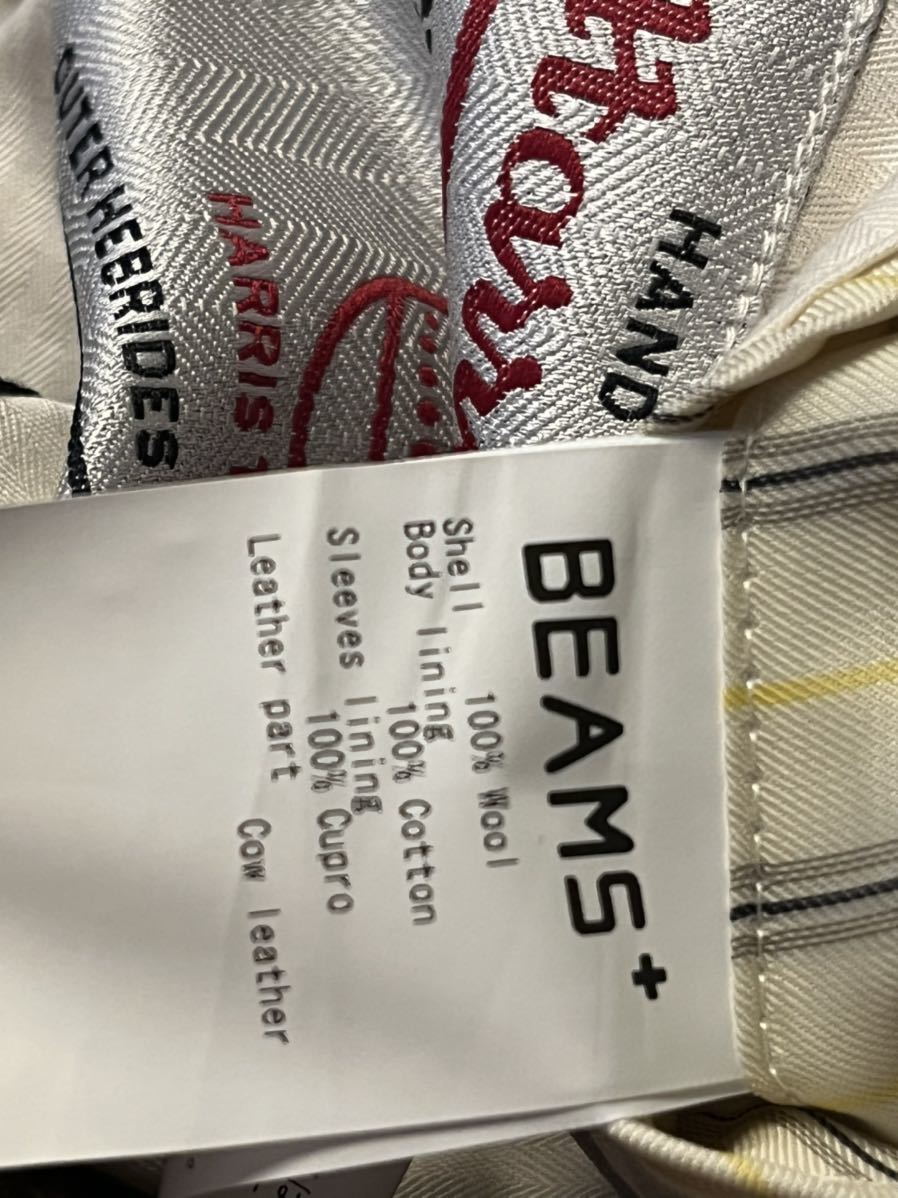 OUTER HEBRIDES
HARRIS
HAND
BEAMS+
Shell 100% Wool
Body lining
100% Cotton
Sleeves lining
100% Cupro
Leather part Cow leather